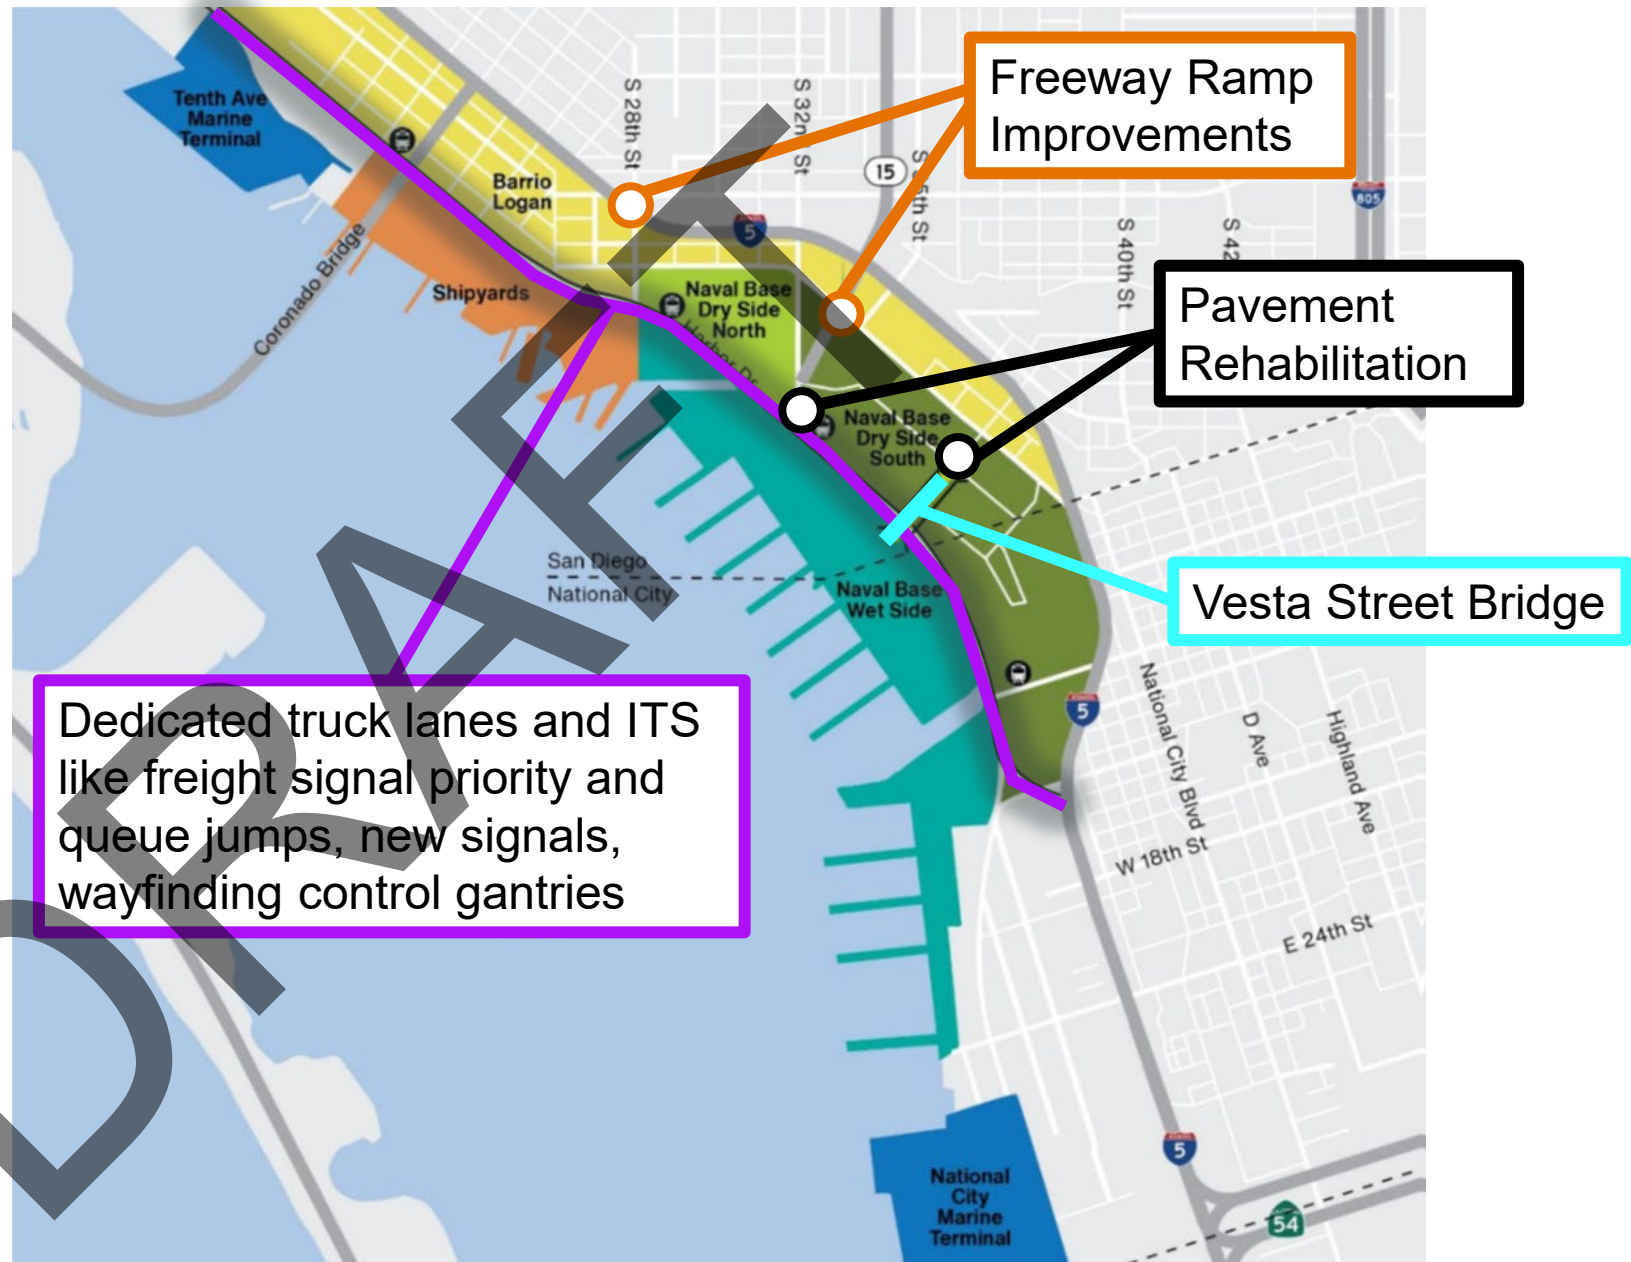 Freeway Ramp
Improvements
Tenth Ave
Marine
Terminal
S 28th St
S 32nd St
15
S 35th St
805
Barrio
Logan
5
S 40th St
S 42
Coronado Bridge
Shipyards
Naval Base
Dry Side
North
Harbor Dr
Pavement
Rehabilitation
Naval Base
Dry Side
South
San Diego
National City
Naval Base
Wet Side
Vesta Street Bridge
Dedicated truck lanes and ITS
like freight signal priority and
queue jumps, new signals,
wayfinding control gantries
5
National City Blvd
D Ave
Highland Ave
W 18th St
E 24th St
5
54
National
City
Marine
Terminal
DRAFT